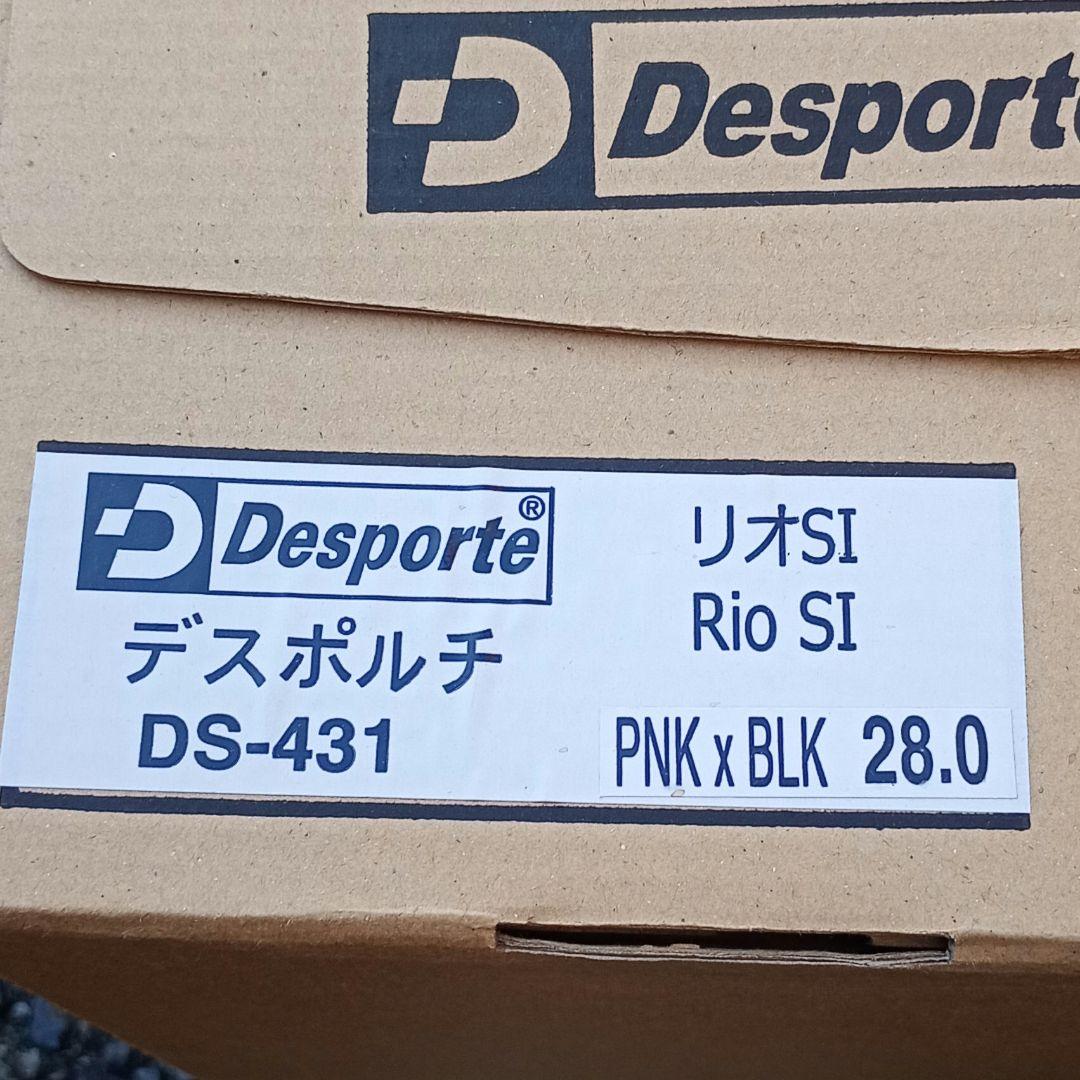 Desporte
Desporte®
デスポルチ
DS-431
リオSI
Rio SI
PNK x BLK 28.0